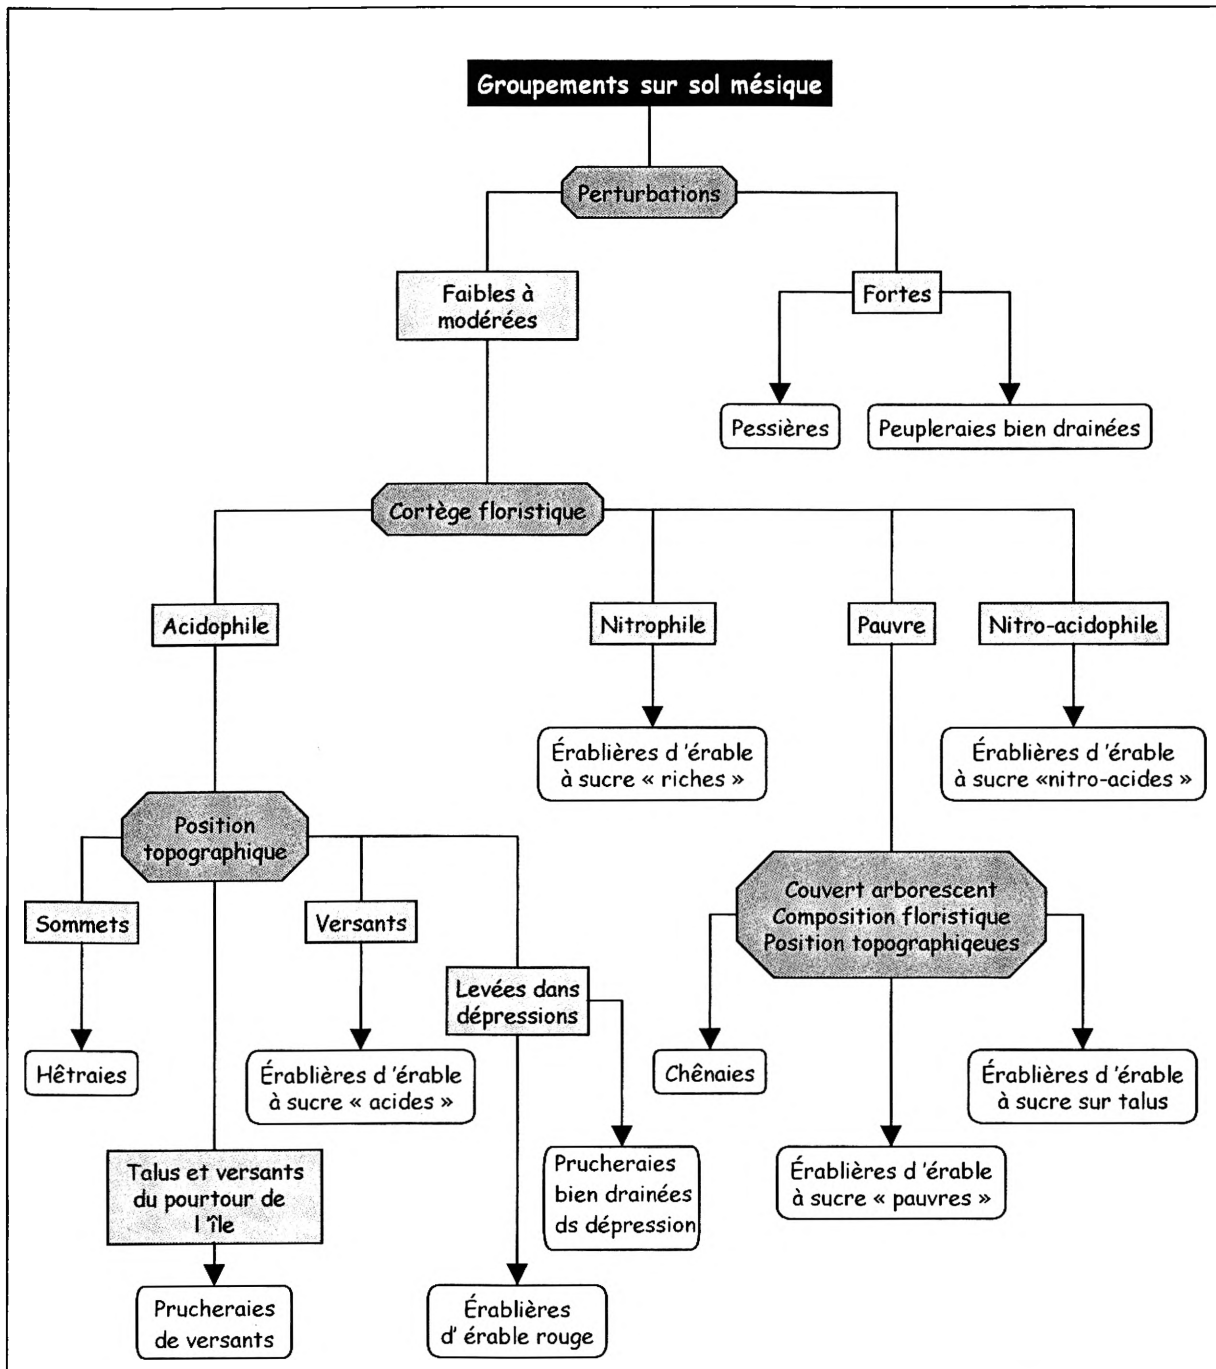 Groupements sur sol mésique
Perturbations
Faibles à
modérées
Fortes
Pessières
Peupleraies bien drainées
Cortège floristique
Acidophile
Nitrophile
Pauvre
Nitro-acidophile
Érablières d 'érable
à sucre « riches »
Érablières d 'érable
à sucre «nitro-acides »
Position
topographique
Couvert arborescent
Composition floristique
Position topographiqeues
Sommets
Versants
Levées dans
dépressions
Hêtraies
Érablières d 'érable
à sucre « acides »
Chênaies
Érablières d 'érable
à sucre sur talus
Talus et versants
du pourtour de
l 'île
Prucheraies
bien drainées
ds dépression
Érablières d 'érable
à sucre « pauvres »
Prucheraies
de versants
Érablières
d' érable rouge